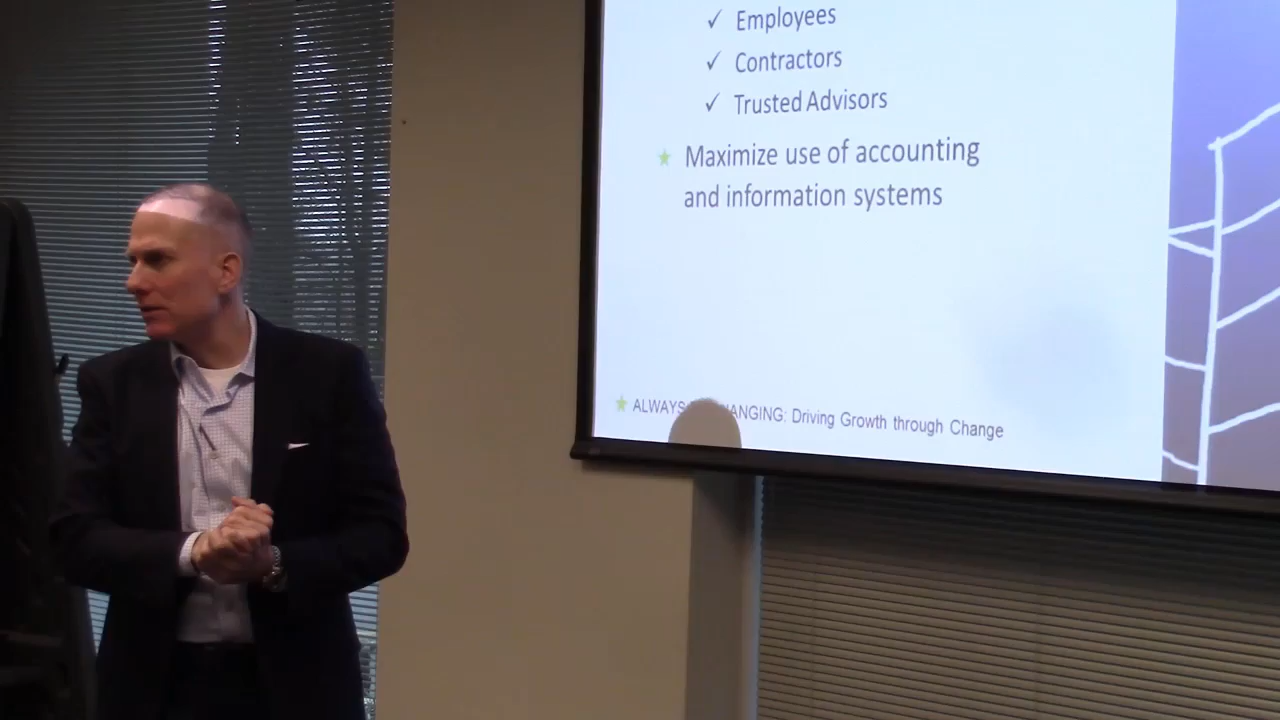 ✓ Employees
✓ Contractors
✓ Trusted Advisors
★ Maximize use of accounting
and information systems
★ ALWAYS ANGING: Driving Growth through Change